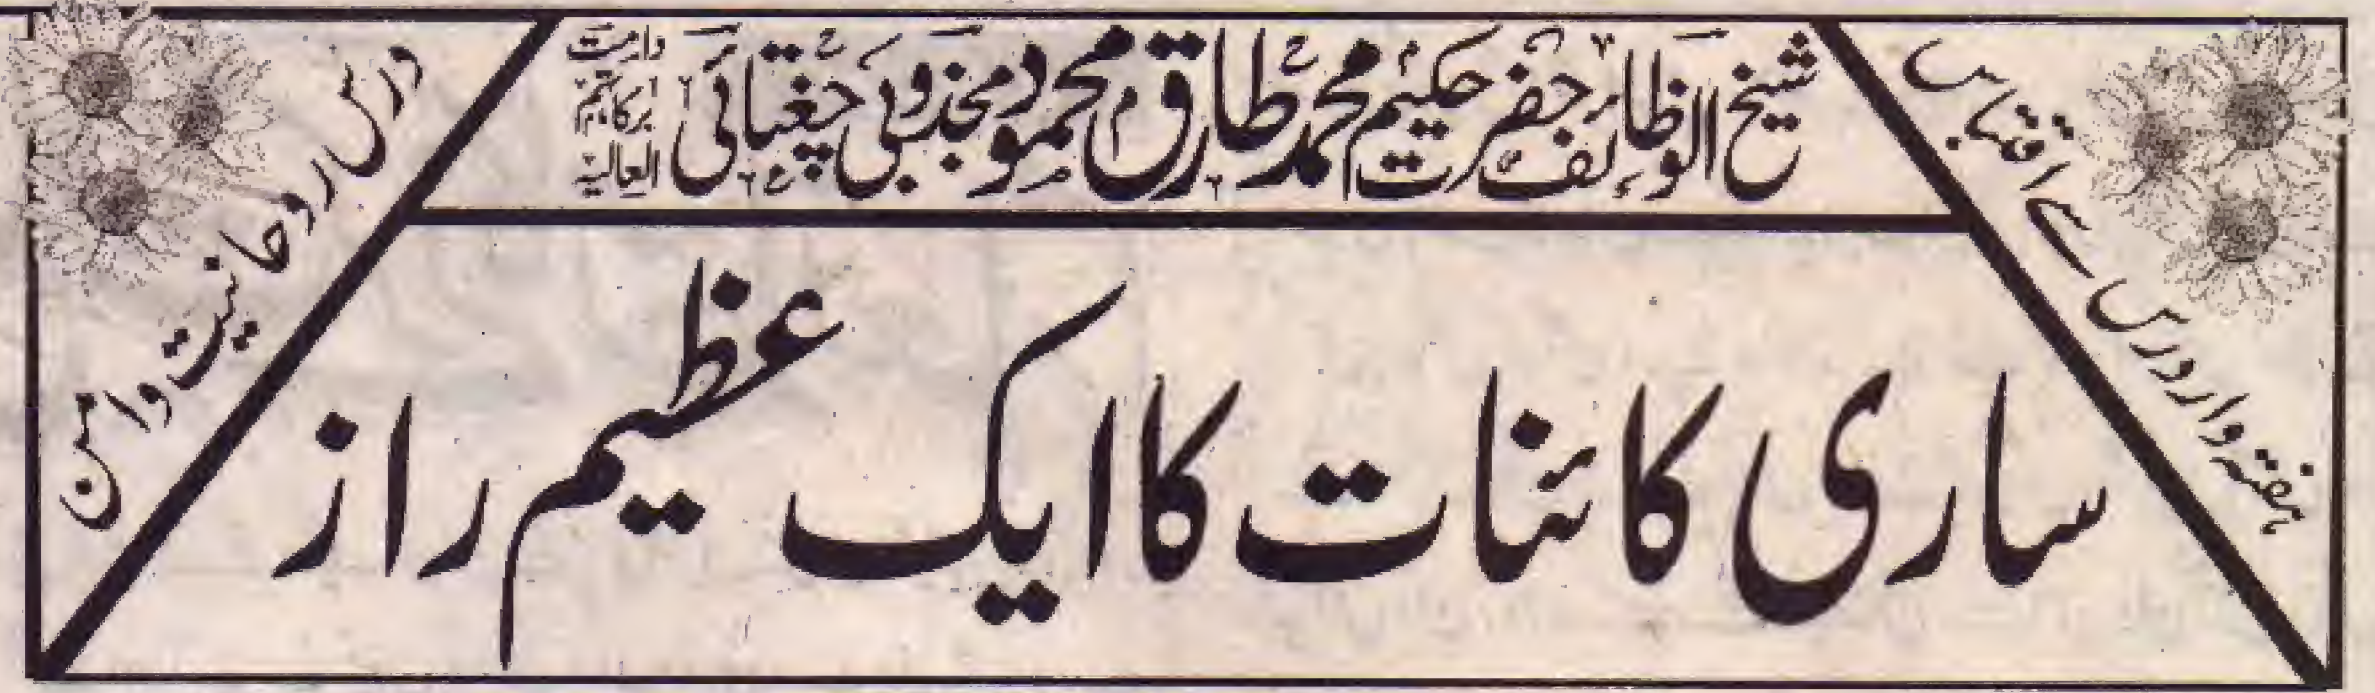 شیخ الوظائف حضرت حکیم محمد طارق محمود مجذوبی چغتائی دامت برکاتہم العالیہ
ہفتہ وار درس سے اقتباس
درس روحانیت وامن
ساری کائنات کا ایک عظیم راز